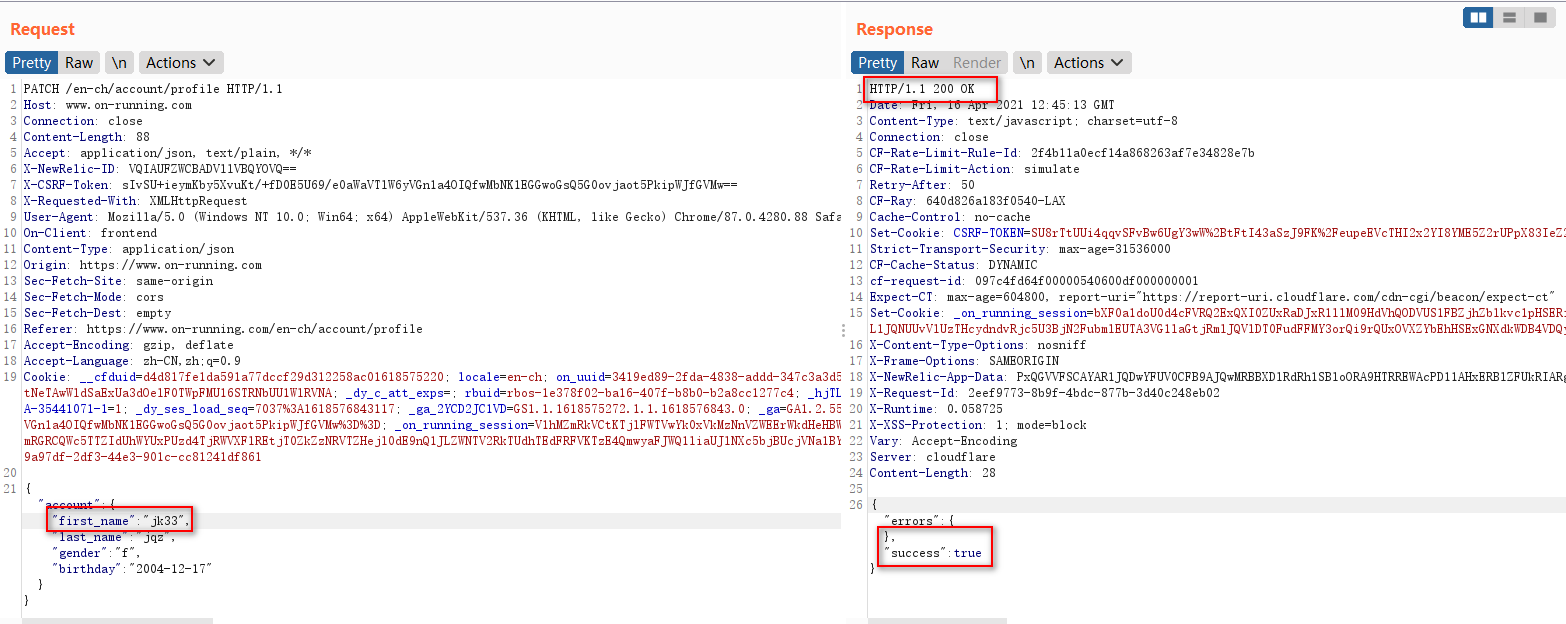 Request
Pretty Raw \n Actions
1 PATCH /en-ch/account/profile HTTP/1.1
2 Host: www.on-running.com
3 Connection: close
4 Content-Length: 88
5 Accept: application/json, text/plain, */*
6 X-NewRelic-ID: VQIAUFZWCBADVllVBQYOVQ==
7 X-CSRF-Token:
8 X-Requested-With: XMLHttpRequest
9 User-Agent: Mozilla/5.0 (Windows NT 10.0; Win64; x64) AppleWebKit/537.36 (KHTML, like Gecko) Chrome/87.0.4280.88 Safa
10 On-Client: frontend
11 Content-Type: application/json
12 Origin: https://www.on-running.com
13 Sec-Fetch-Site: same-origin
14 Sec-Fetch-Mode: cors
15 Sec-Fetch-Dest: empty
16 Referer: https://www.on-running.com/en-ch/account/profile
17 Accept-Encoding: gzip, deflate
18 Accept-Language: zh-CN,zh;q=0.9
19 Cookie: __cfduid=d4d817fe1da591a77dccf29d312258ac01618575220; locale=en-ch; on_uuid=3419ed89-2fda-4838-addd-347c3a3d5
_dy_c_att_exps=; rbuid=rbos-1e378f02-ba16-407f-b8b0-b2a8cc1277c4; _hjTL
A-35441071-1=1; _dy_ses_load_seq=7037%3A1618576843117; _ga_2YCD2JC1VD=GS1.1.1618575272.1.1.1618576843.0; _ga=GA1.2.55
_on_running_session=
9a97df-2df3-44e3-901c-cc81241df861
20
21 {
"account":{
"first_name":"jk33",
"last_name":"jqz",
"gender":"f",
"birthday":"2004-12-17"
}
}
Response
Pretty Raw Render \n Actions
1 HTTP/1.1 200 OK
2 Date: Fri, 16 Apr 2021 12:45:13 GMT
3 Content-Type: text/javascript; charset=utf-8
4 Connection: close
5 CF-Rate-Limit-Rule-Id: 2f4b11a0ecf14a868263af7e34828e7b
6 CF-Rate-Limit-Action: simulate
7 Retry-After: 50
8 CF-Ray: 640d826a183f0540-LAX
9 Cache-Control: no-cache
10 Set-Cookie: CSRF-TOKEN=
11 Strict-Transport-Security: max-age=31536000
12 CF-Cache-Status: DYNAMIC
13 cf-request-id: 097c4fd64f00000540600df000000001
14 Expect-CT: max-age=604800, report-uri="https://report-uri.cloudflare.com/cdn-cgi/beacon/expect-ct"
15 Set-Cookie: _on_running_session=
16 X-Content-Type-Options: nosniff
17 X-Frame-Options: SAMEORIGIN
18 X-NewRelic-App-Data:
19 X-Request-Id: 2eef9773-8b9f-4bdc-877b-3d40c248eb02
20 X-Runtime: 0.058725
21 X-XSS-Protection: 1; mode=block
22 Vary: Accept-Encoding
23 Server: cloudflare
24 Content-Length: 28
25
26 {
"errors":{
},
"success":true
}